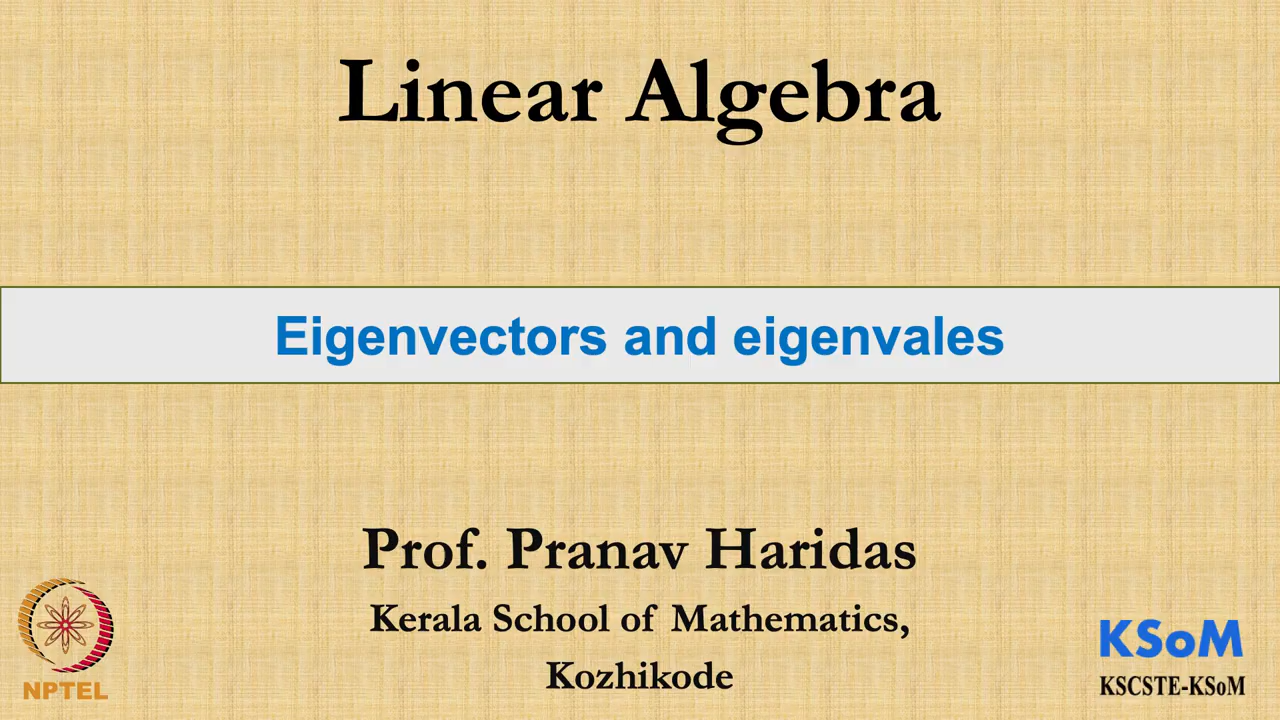 Linear Algebra
Eigenvectors and eigenvales
Prof. Pranav Haridas
Kerala School of Mathematics,
Kozhikode
NPTEL
KSoM
KSCSTE-KSoM